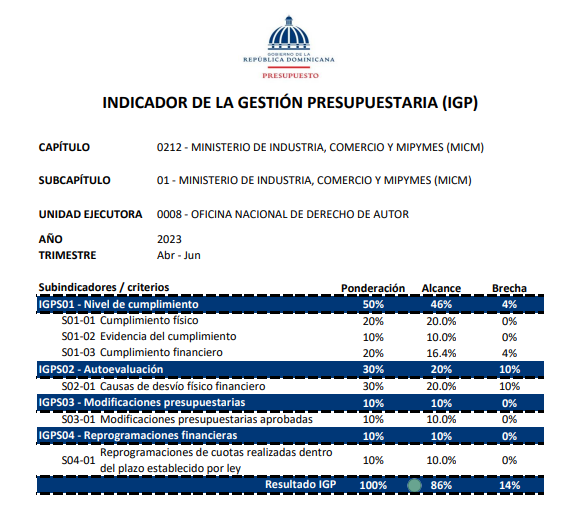 GOBIERNO DE LA
REPÚBLICA DOMINICANA
PRESUPUESTO
INDICADOR DE LA GESTIÓN PRESUPUESTARIA (IGP)
CAPÍTULO 0212 - MINISTERIO DE INDUSTRIA, COMERCIO Y MIPYMES (MICM)
SUBCAPÍTULO 01 - MINISTERIO DE INDUSTRIA, COMERCIO Y MIPYMES (MICM)
UNIDAD EJECUTORA 0008 - OFICINA NACIONAL DE DERECHO DE AUTOR
AÑO 2023
TRIMESTRE Abr - Jun
Subindicadores / criterios Ponderación Alcance Brecha
IGPS01 - Nivel de cumplimiento 50% 46% 4%
S01-01 Cumplimiento físico 20% 20.0% 0%
S01-02 Evidencia del cumplimiento 10% 10.0% 0%
S01-03 Cumplimiento financiero 20% 16.4% 4%
IGPS02 - Autoevaluación 30% 20% 10%
S02-01 Causas de desvío físico financiero 30% 20.0% 10%
IGPS03 - Modificaciones presupuestarias 10% 10% 0%
S03-01 Modificaciones presupuestarias aprobadas 10% 10.0% 0%
IGPS04 - Reprogramaciones financieras 10% 10% 0%
S04-01 Reprogramaciones de cuotas realizadas dentro
del plazo establecido por ley 10% 10.0% 0%
Resultado IGP 100% 86% 14%